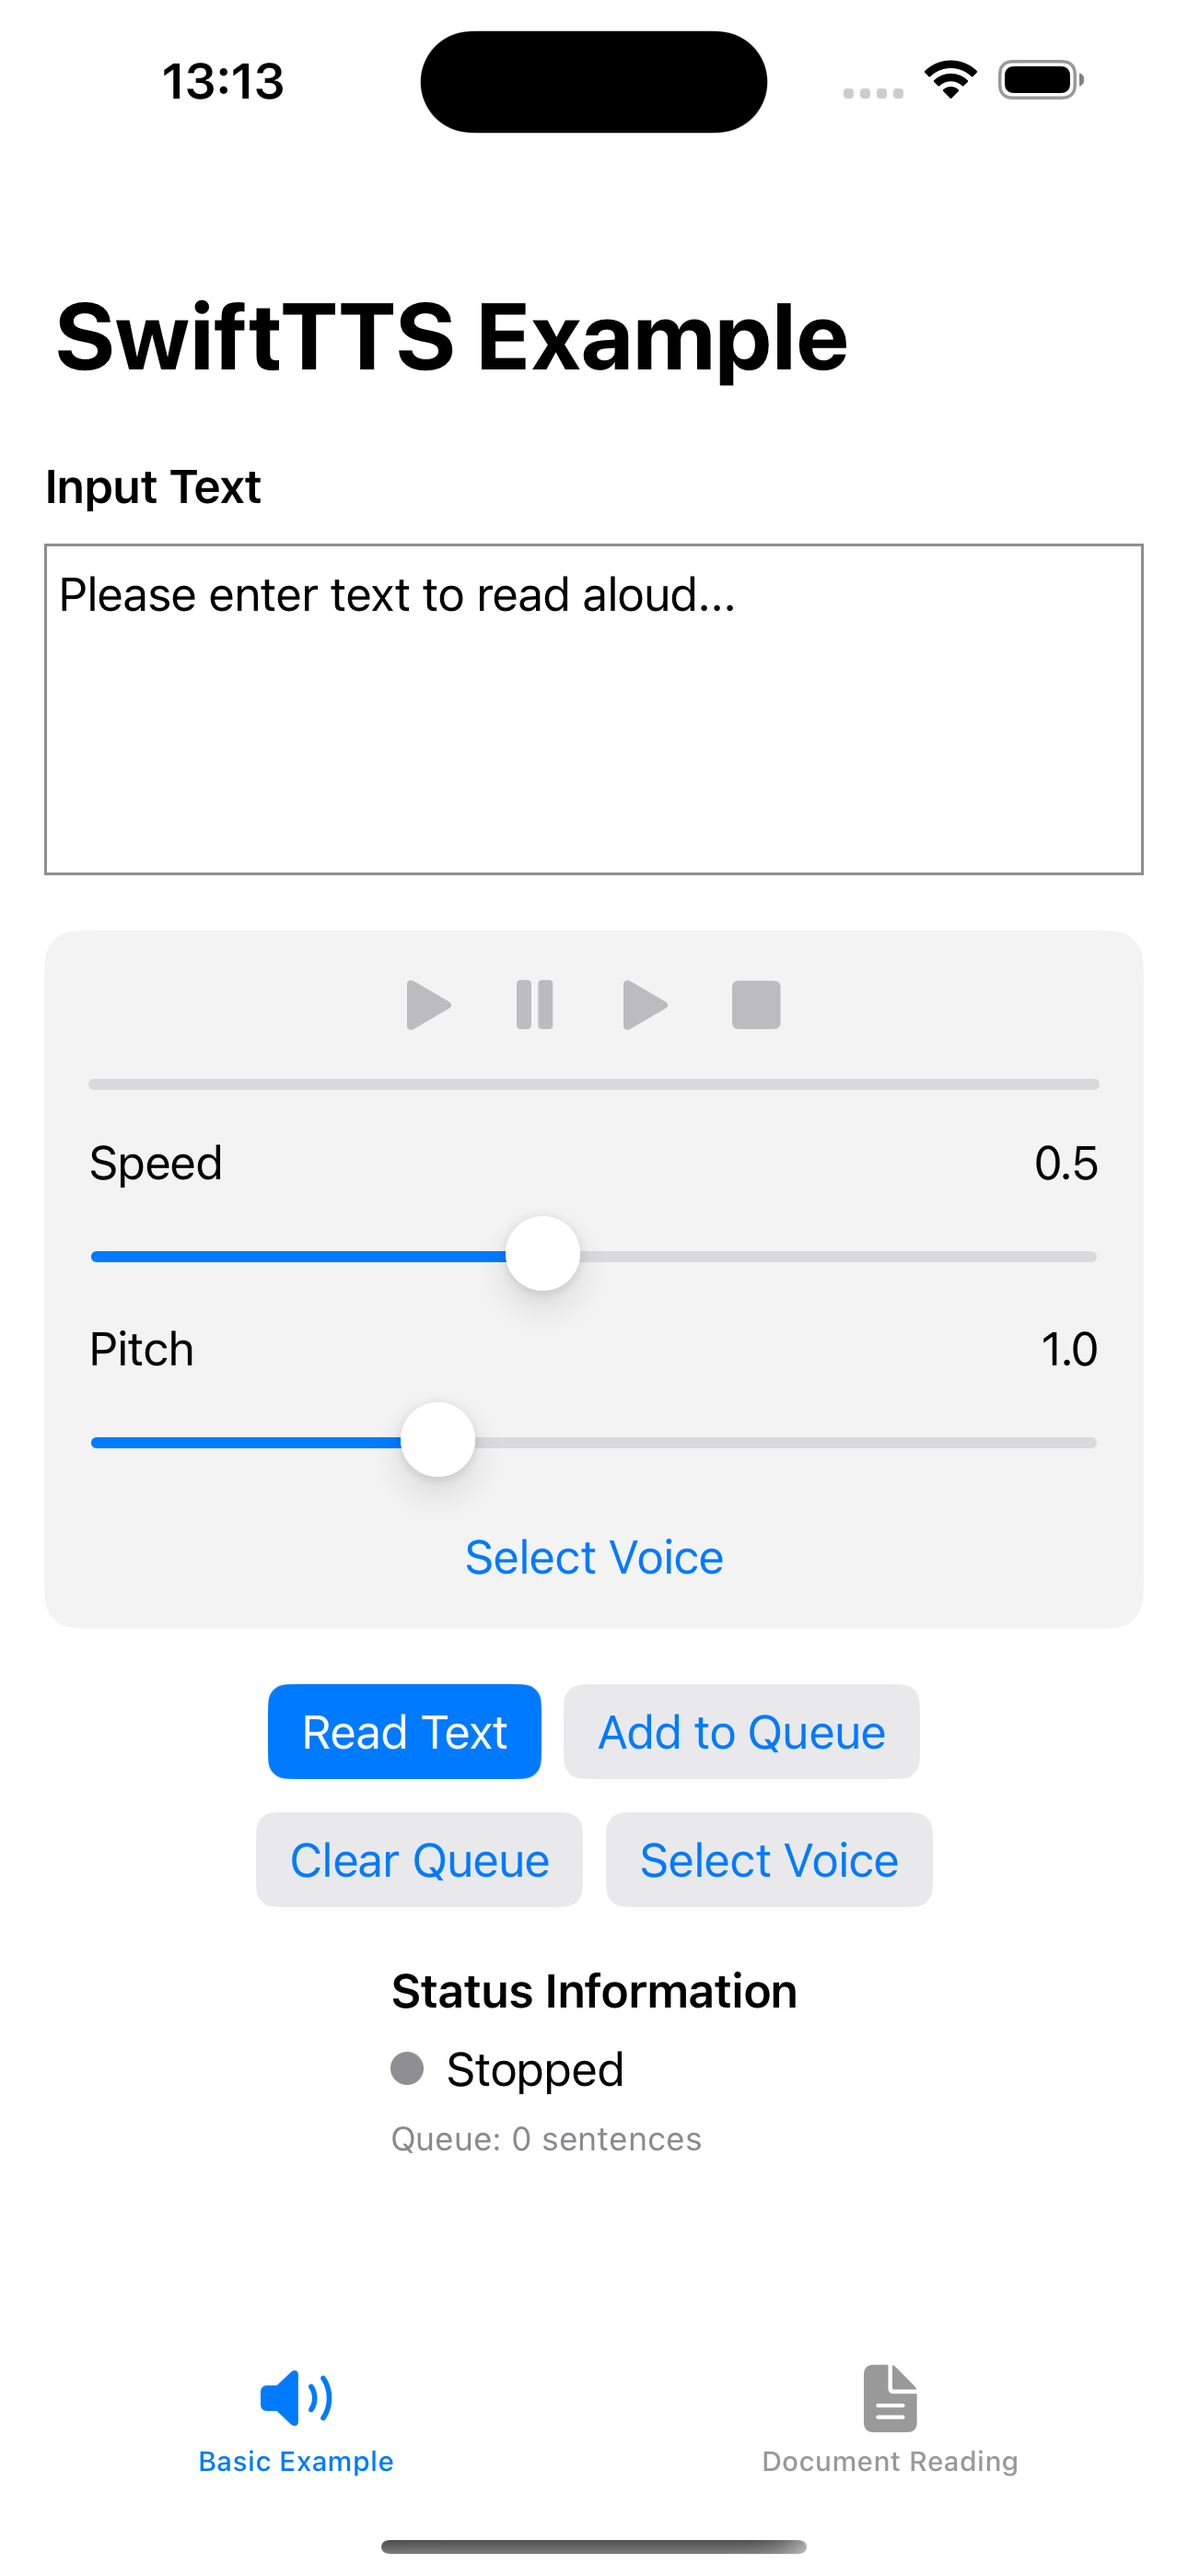 13:13
SwiftTTS Example
Input Text
Please enter text to read aloud...
Speed 0.5
Pitch 1.0
Select Voice
Read Text Add to Queue
Clear Queue Select Voice
Status Information
Stopped
Queue: 0 sentences
Basic Example Document Reading